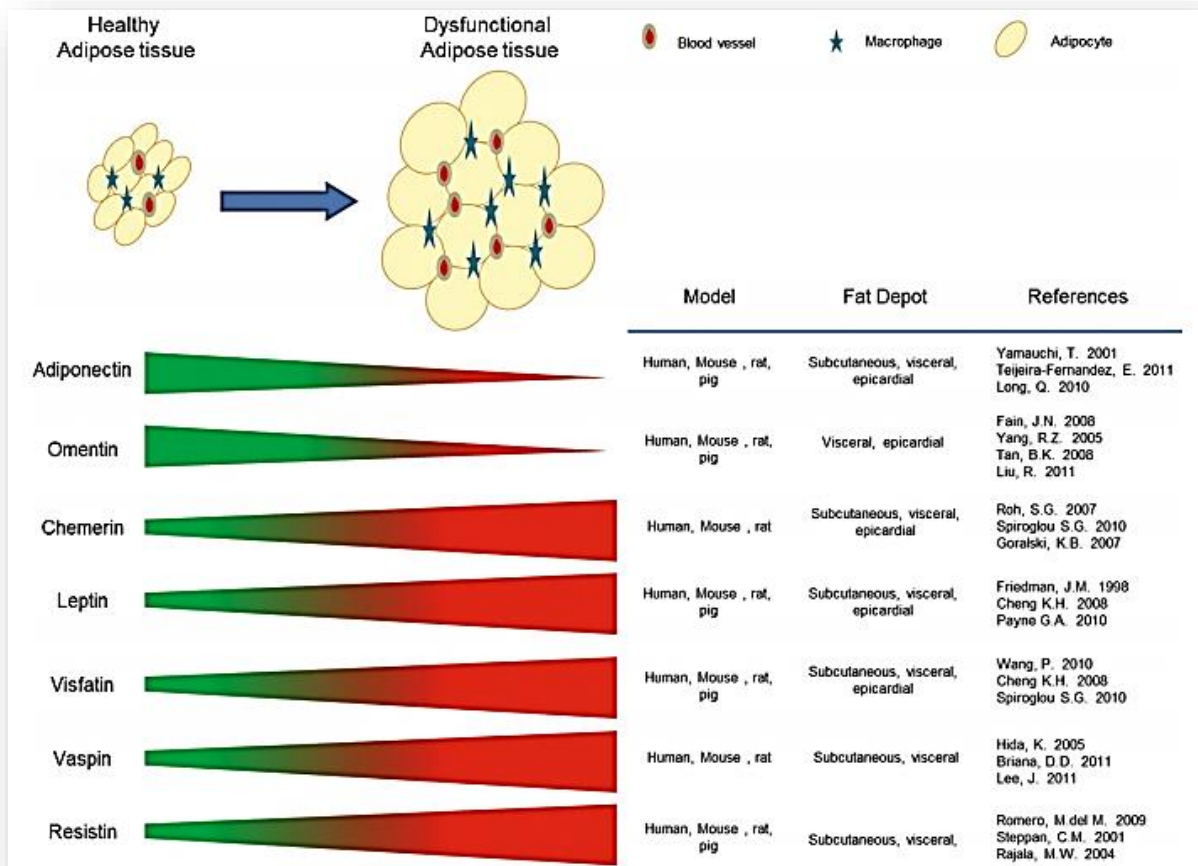 Healthy
Adipose tissue
Dysfunctional
Adipose tissue
Blood vessel
Macrophage
Adipocyte
Model
Fat Depot
References
Adiponectin
Human, Mouse , rat,
pig
Subcutaneous, visceral,
epicardial
Yamauchi, T. 2001
Teijeira-Fernandez, E. 2011
Long, Q. 2010
Omentin
Human, Mouse , rat,
pig
Visceral, epicardial
Fain, J.N. 2008
Yang, R.Z. 2005
Tan, B.K. 2008
Liu, R. 2011
Chemerin
Human, Mouse , rat
Subcutaneous, visceral,
epicardial
Roh, S.G. 2007
Spiroglou S.G. 2010
Goralski, K.B. 2007
Leptin
Human, Mouse , rat,
pig
Subcutaneous, visceral,
epicardial
Friedman, J.M. 1998
Cheng K.H. 2008
Payne G.A. 2010
Visfatin
Human, Mouse , rat,
pig
Subcutaneous, visceral,
epicardial
Wang, P. 2010
Cheng K.H. 2008
Spiroglou S.G. 2010
Vaspin
Human, Mouse , rat
Subcutaneous, visceral
Hida, K. 2005
Briana, D.D. 2011
Lee, J. 2011
Resistin
Human, Mouse , rat,
pig
Subcutaneous, visceral,
Romero, M.del M. 2009
Steppan, C.M. 2001
Rajala, M.W. 2004